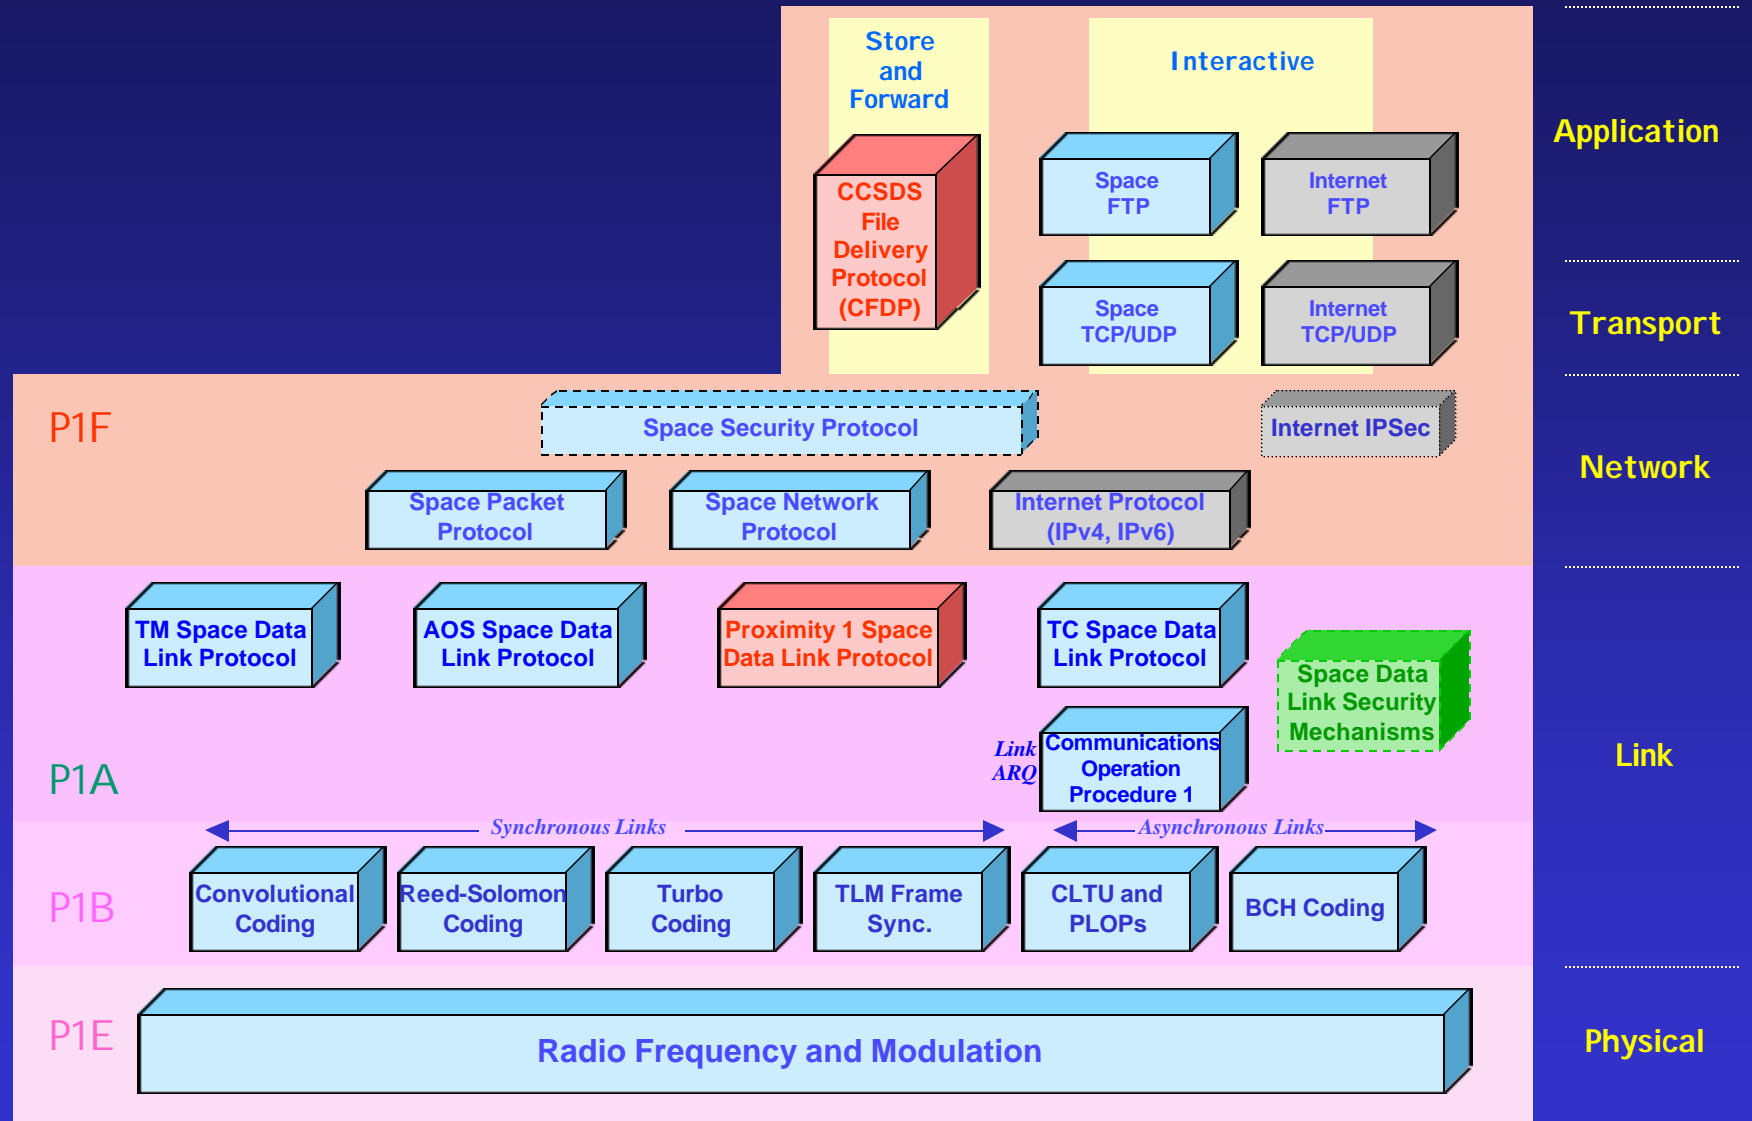 Store
and
Forward
Interactive
Application
CCSDS
File
Delivery
Protocol
(CFDP)
Space
FTP
Internet
FTP
Space
TCP/UDP
Internet
TCP/UDP
Transport
P1F
Space Security Protocol
Internet IPSec
Network
Space Packet
Protocol
Space Network
Protocol
Internet Protocol
(IPv4, IPv6)
TM Space Data
Link Protocol
AOS Space Data
Link Protocol
Proximity 1 Space
Data Link Protocol
TC Space Data
Link Protocol
Space Data
Link Security
Mechanisms
P1A
Link
ARQ
Communications
Operation
Procedure 1
Link
Synchronous Links
Asynchronous Links
P1B
Convolutional
Coding
Reed-Solomon
Coding
Turbo
Coding
TLM Frame
Sync.
CLTU and
PLOPs
BCH Coding
P1E
Radio Frequency and Modulation
Physical